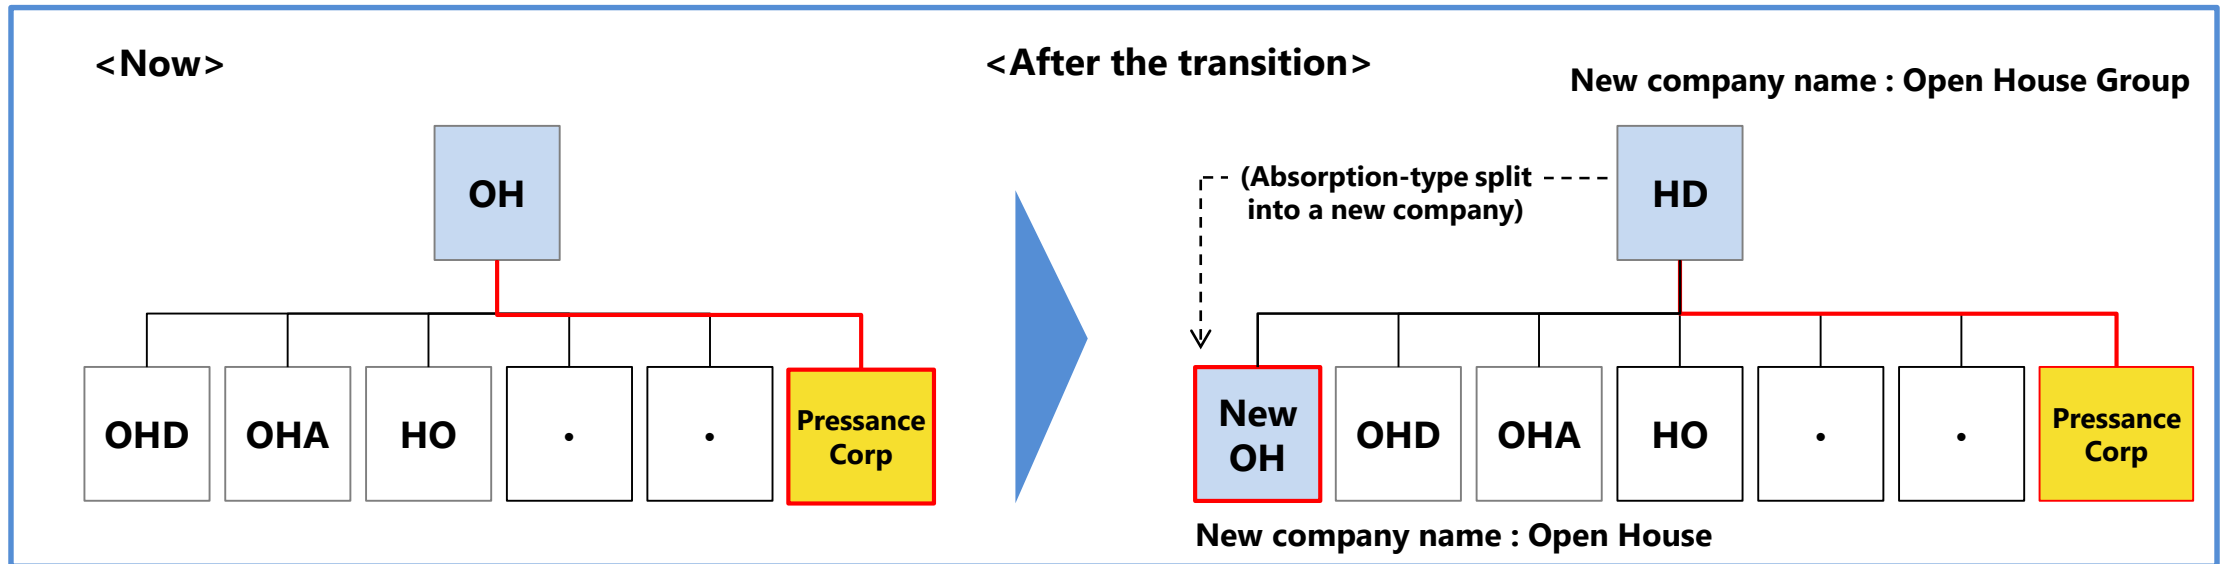 <Now>
OH
OHD
OHA
HO
・
・
Pressance
Corp
<After the transition>
New company name : Open House Group
(Absorption-type split
into a new company)
HD
New
OH
OHD
OHA
HO
・
・
Pressance
Corp
New company name : Open House